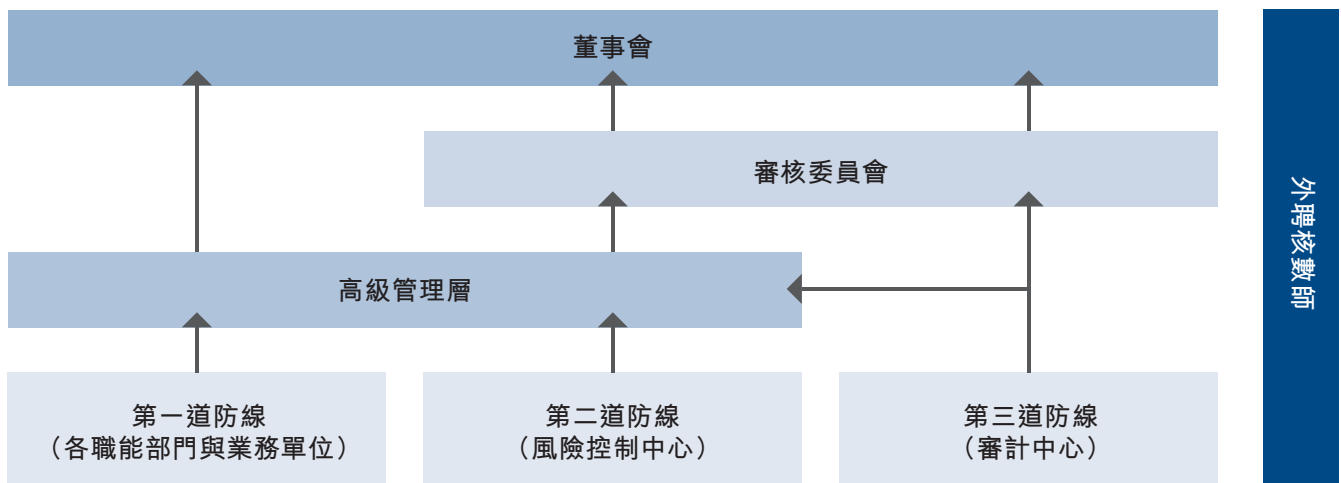 董事會
審核委員會
高級管理層
第一道防線
（各職能部門與業務單位）
第二道防線
（風險控制中心）
第三道防線
（審計中心）
外聘核數師